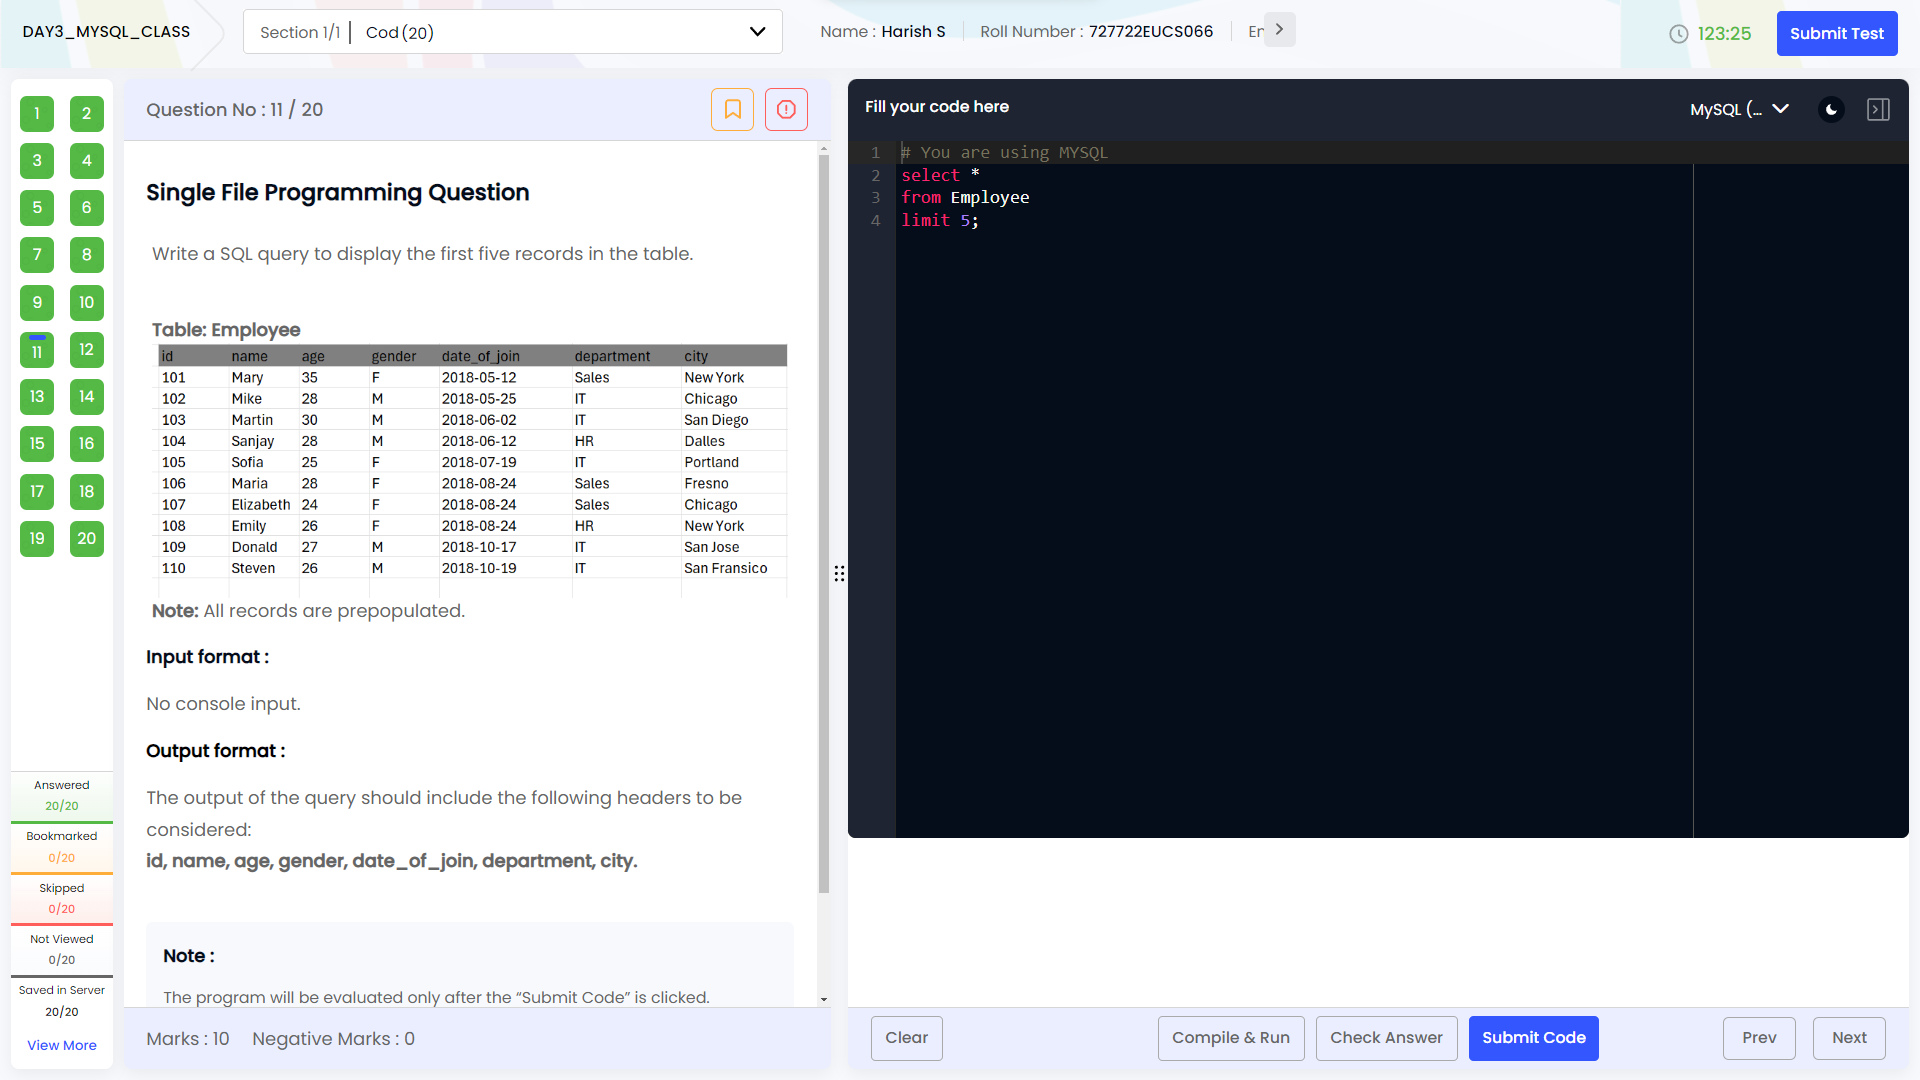 DAY3_MYSQL_CLASS
Section 1/1 | Cod (20)
Name : Harish S
Roll Number : 727722EUCS066
123:25
Submit Test
1 2
3 4
5 6
7 8
9 10
11 12
13 14
15 16
17 18
19 20
Answered
20/20
Bookmarked
0/20
Skipped
0/20
Not Viewed
0/20
Saved in Server
20/20
View More
Question No : 11 / 20
Single File Programming Question
Write a SQL query to display the first five records in the table.
Table: Employee
id name age gender date_of_join department city
101 Mary 35 F 2018-05-12 Sales New York
102 Mike 28 M 2018-05-25 IT Chicago
103 Martin 30 M 2018-06-02 IT San Diego
104 Sanjay 28 M 2018-06-12 HR Dalles
105 Sofia 25 F 2018-07-19 IT Portland
106 Maria 28 F 2018-08-24 Sales Fresno
107 Elizabeth 24 F 2018-08-24 Sales Chicago
108 Emily 26 F 2018-08-24 HR New York
109 Donald 27 M 2018-10-17 IT San Jose
110 Steven 26 M 2018-10-19 IT San Fransico
Note: All records are prepopulated.
Input format :
No console input.
Output format :
The output of the query should include the following headers to be
considered:
id, name, age, gender, date_of_join, department, city.
Note :
The program will be evaluated only after the “Submit Code” is clicked.
Marks : 10 Negative Marks : 0
Fill your code here
MySQL (...
1 # You are using MYSQL
2 select *
3 from Employee
4 limit 5;
Clear
Compile & Run
Check Answer
Submit Code
Prev
Next